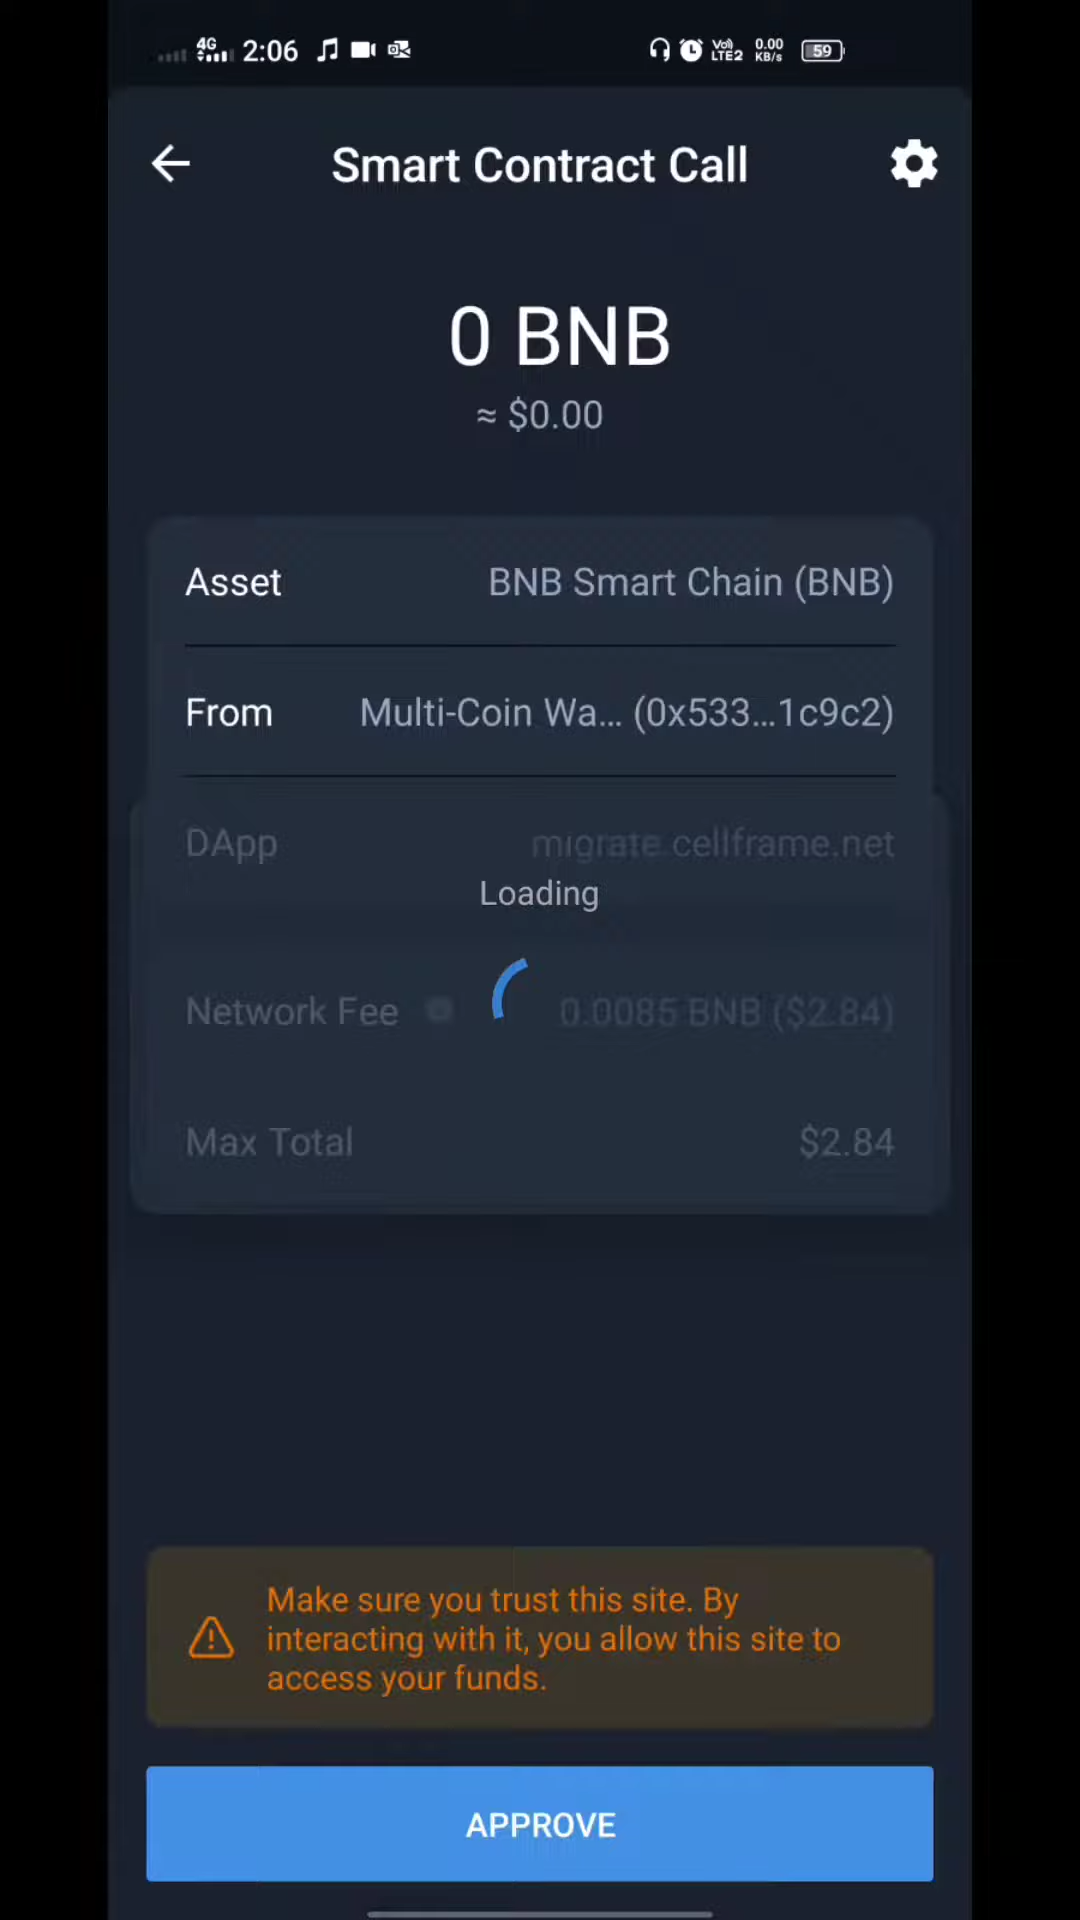 4G 2:06 Vo) LTE2 0.00 KB/s 59
Smart Contract Call
0 BNB
≈ $0.00
Asset BNB Smart Chain (BNB)
From Multi-Coin Wa... (0x533...1c9c2)
DApp migrate.cellframe.net
Loading
Network Fee 0.0085 BNB ($2.84)
Max Total $2.84
Make sure you trust this site. By
interacting with it, you allow this site to
access your funds.
APPROVE